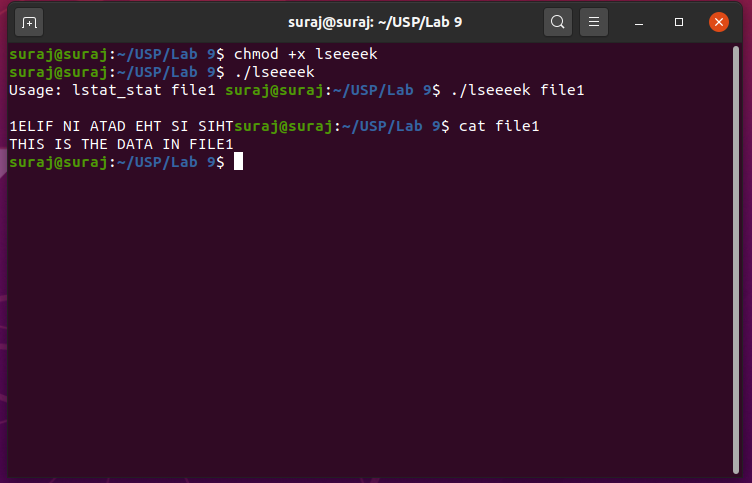 suraj@suraj: ~/USP/Lab 9
suraj@suraj:~/USP/Lab 9$ chmod +x lseeeek
suraj@suraj:~/USP/Lab 9$ ./lseeeek
Usage: lstat_stat file1 suraj@suraj:~/USP/Lab 9$ ./lseeeek file1
1ELIF NI ATAD EHT SI SIHTsuraj@suraj:~/USP/Lab 9$ cat file1
THIS IS THE DATA IN FILE1
suraj@suraj:~/USP/Lab 9$